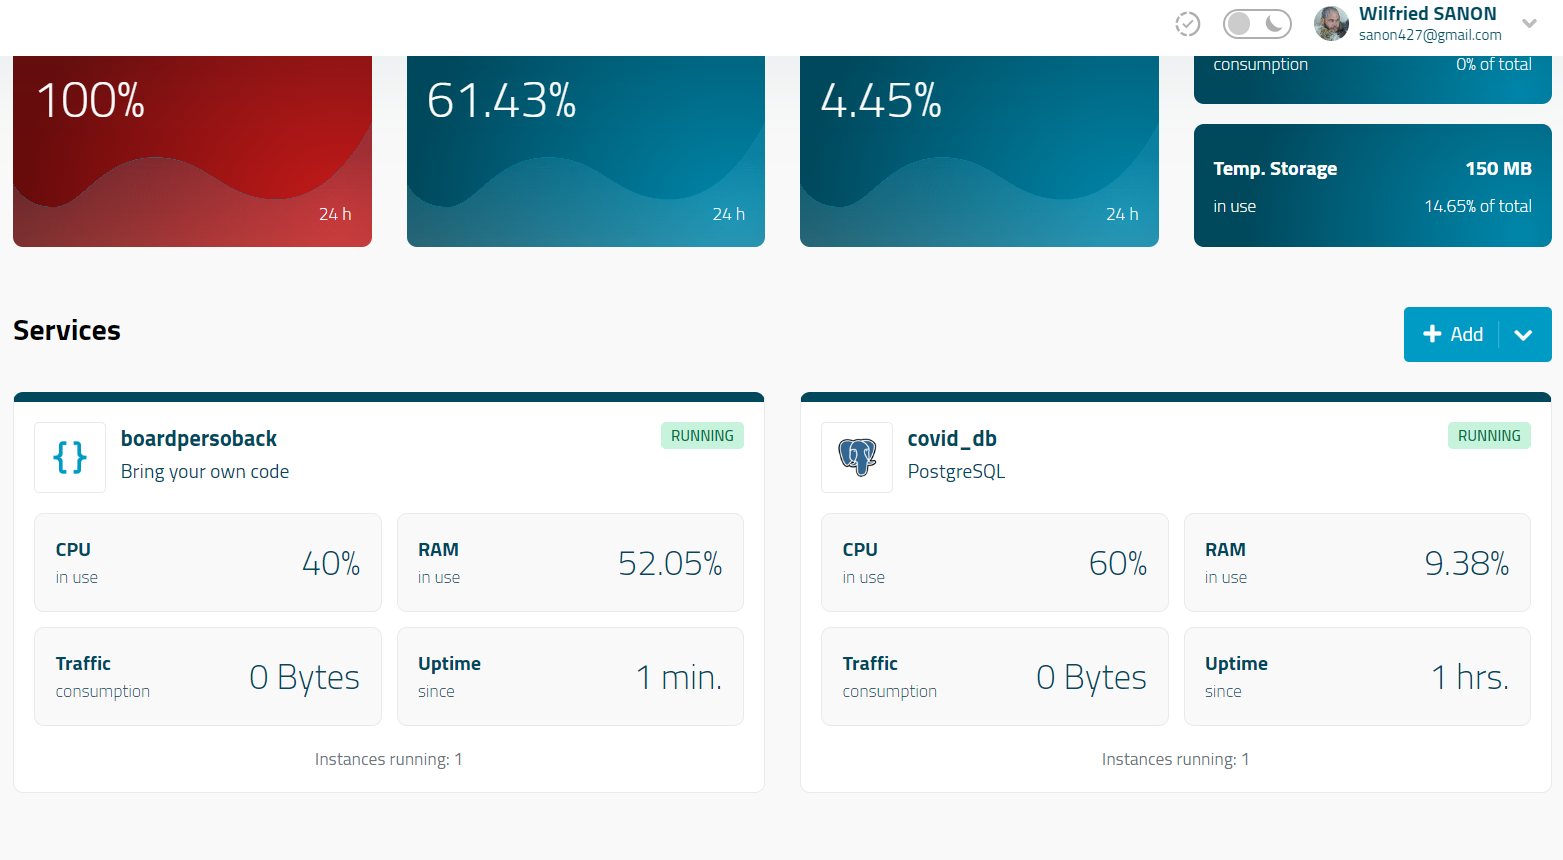 Wilfried SANON
sanon427@gmail.com
consumption 0% of total
100%
61.43%
4.45%
Temp. Storage 150 MB
in use 14.65% of total
24 h
24 h
24 h
Services
Add
boardpersoback
RUNNING
Bring your own code
CPU
in use
40%
RAM
in use
52.05%
Traffic
consumption
0 Bytes
Uptime
since
1 min.
Instances running: 1
covid_db
RUNNING
PostgreSQL
CPU
in use
60%
RAM
in use
9.38%
Traffic
consumption
0 Bytes
Uptime
since
1 hrs.
Instances running: 1